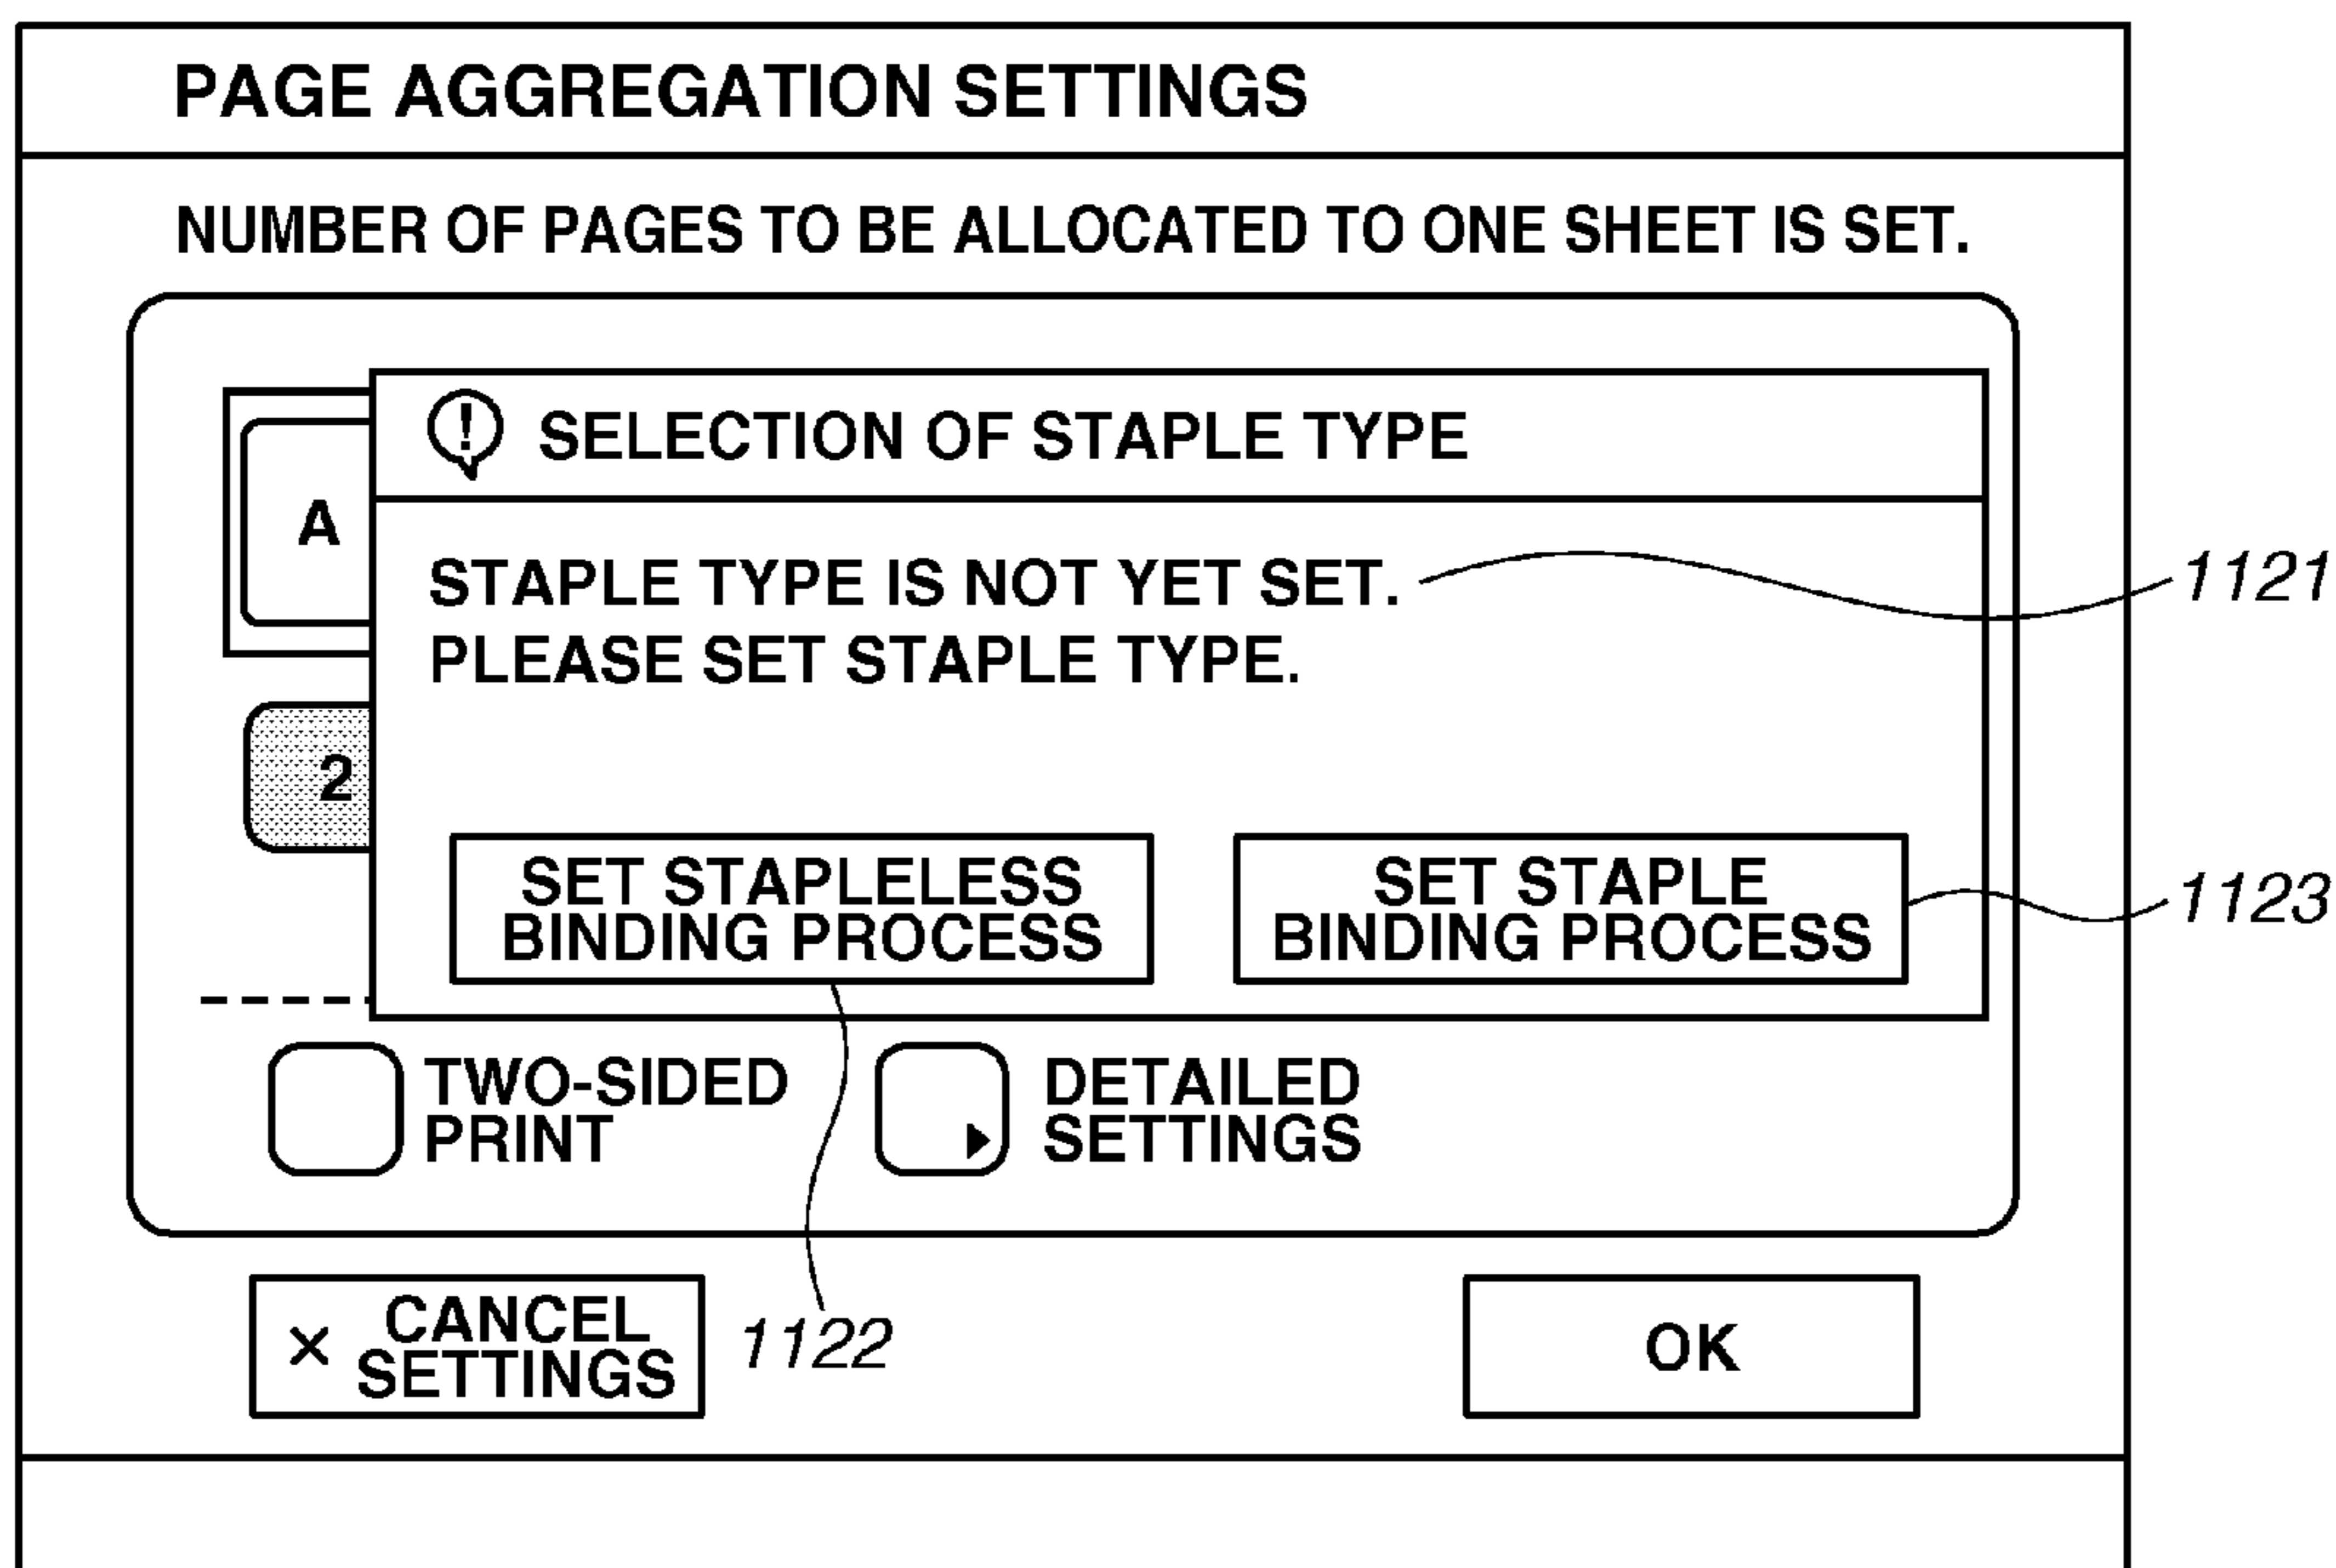 PAGE AGGREGATION SETTINGS
NUMBER OF PAGES TO BE ALLOCATED TO ONE SHEET IS SET.
! SELECTION OF STAPLE TYPE
A
STAPLE TYPE IS NOT YET SET.
1121
PLEASE SET STAPLE TYPE.
2
SET STAPLELESS
BINDING PROCESS
SET STAPLE
BINDING PROCESS
1123
TWO-SIDED
PRINT
DETAILED
SETTINGS
× CANCEL
SETTINGS
1122
OK